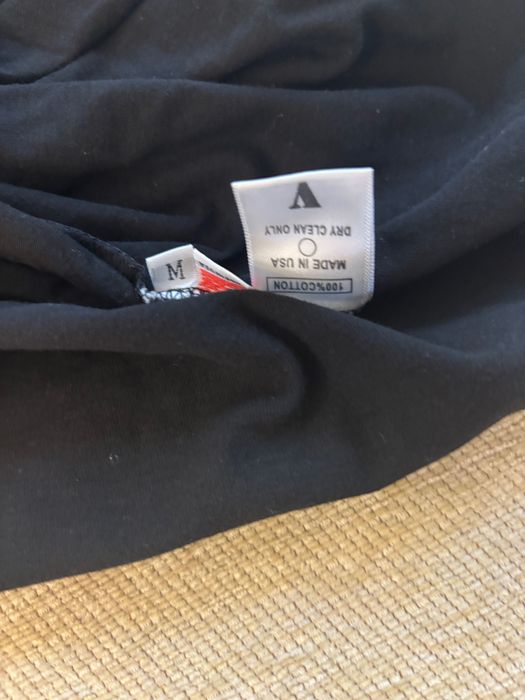 100%COTTON
MADE IN USA
DRY CLEAN ONLY
M